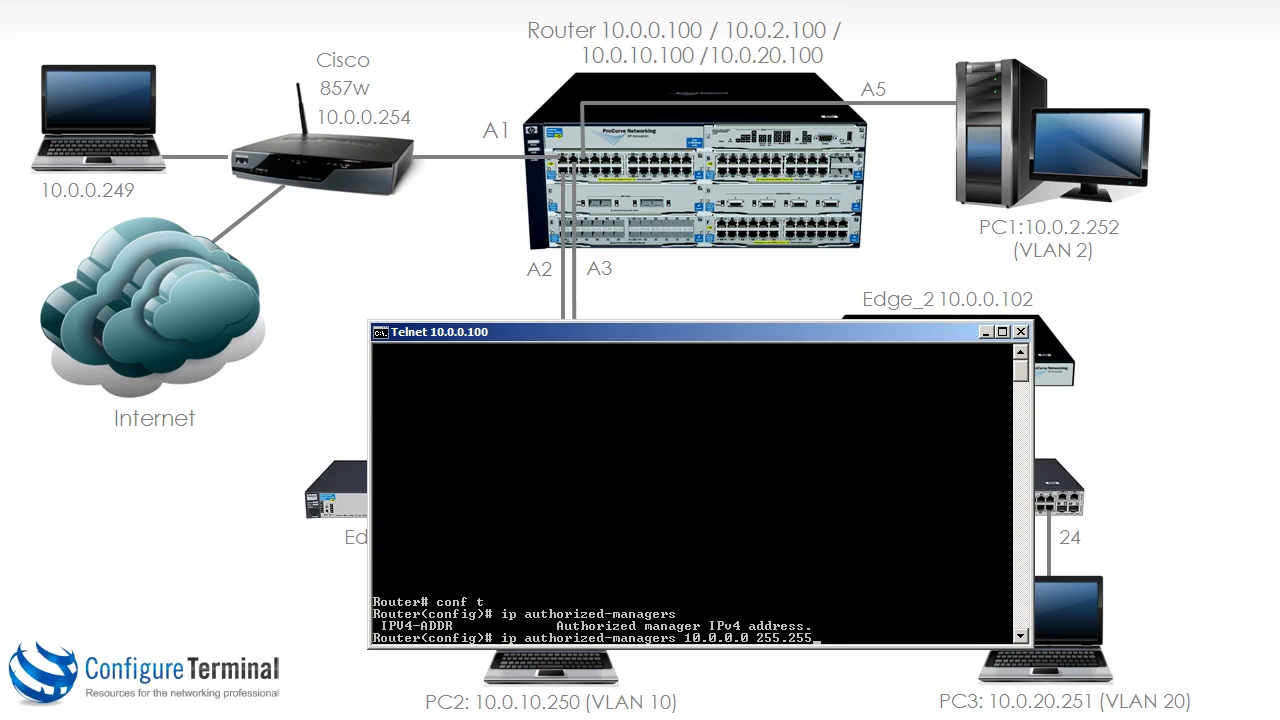 Router 10.0.0.100 / 10.0.2.100 /
10.0.10.100 /10.0.20.100
Cisco
857w
10.0.0.254
A5
A1
ProCurve Networking
10.0.0.249
PC1:10.0.2.252
(VLAN 2)
A2
A3
Edge_2 10.0.0.102
Telnet 10.0.0.100
Internet
Ed
24
Router# conf t
Router(config)# ip authorized-managers
IPV4-ADDR Authorized manager IPv4 address.
Router(config)# ip authorized-managers 10.0.0.0 255.255_
Configure Terminal
Resources for the networking professional
PC2: 10.0.10.250 (VLAN 10)
PC3: 10.0.20.251 (VLAN 20)